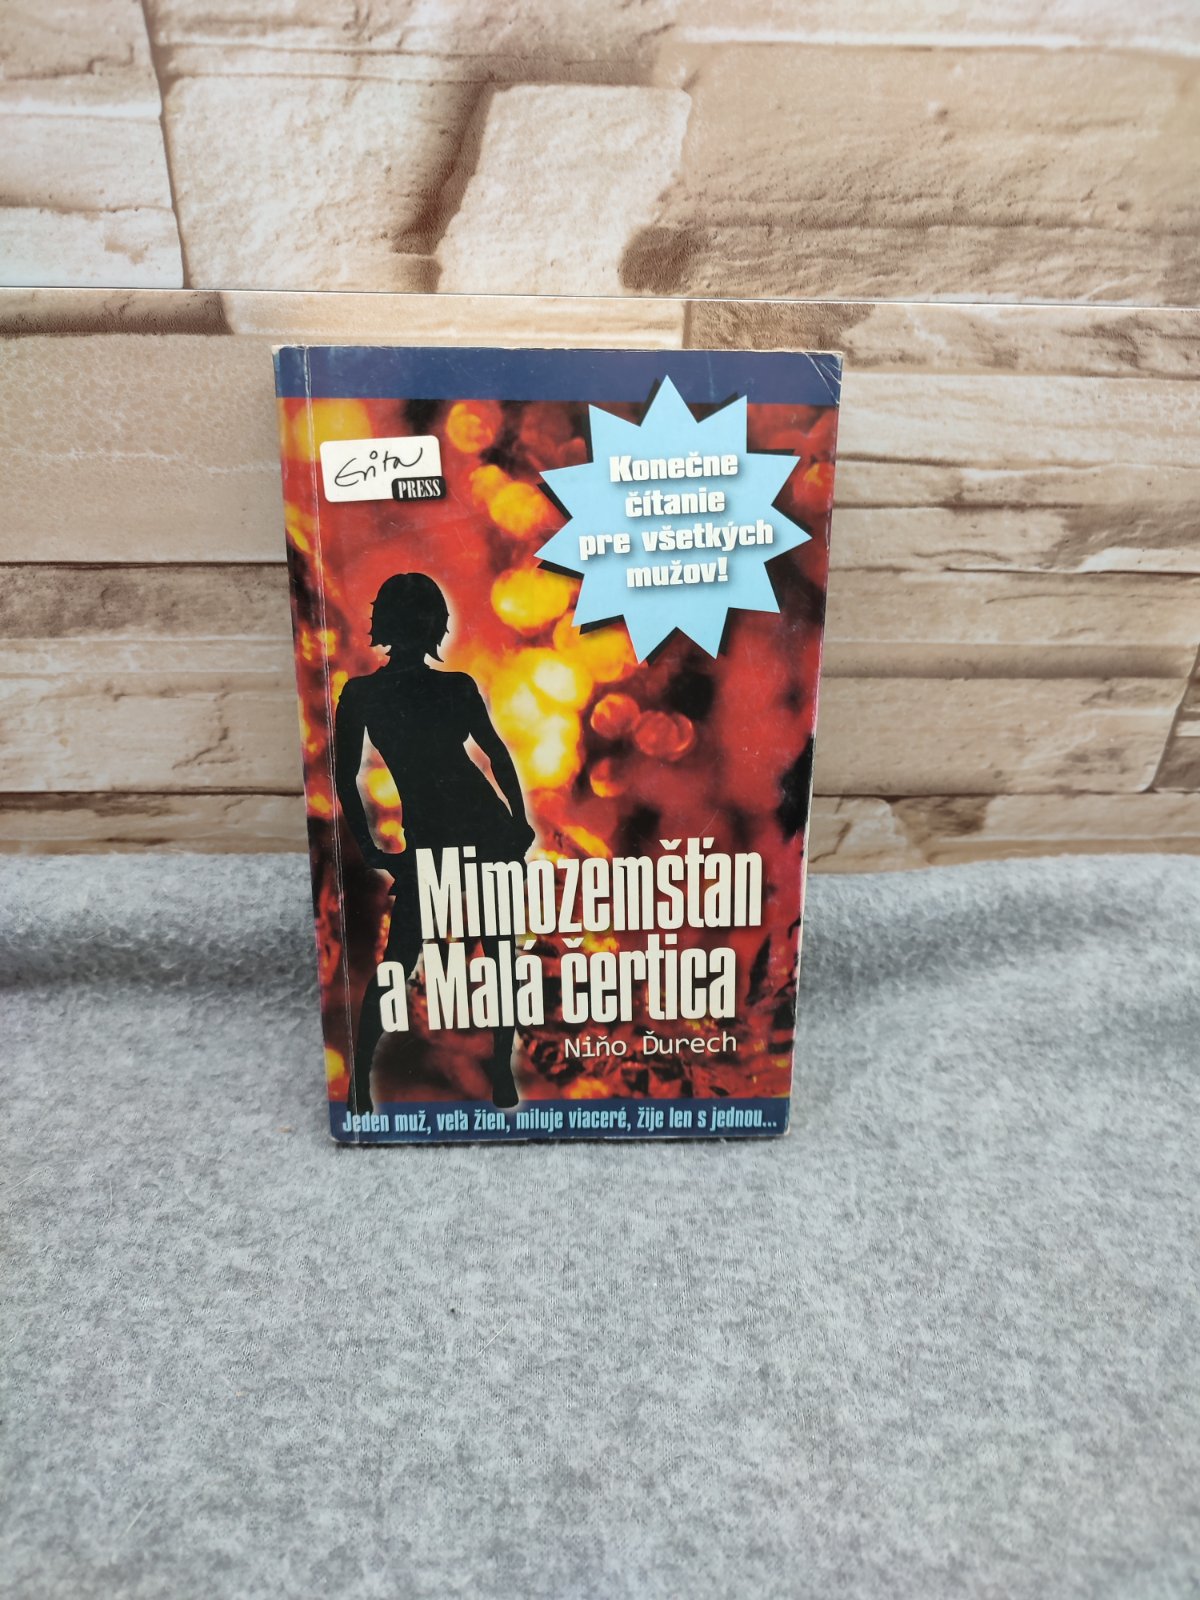 Evita
PRESS
Konečne
čítanie
pre všetkých
mužov!
Mimozemšťan
a Malá čertica
Niňo Ďurech
Jeden muž, veľa žien, miluje viaceré, žije len s jednou...